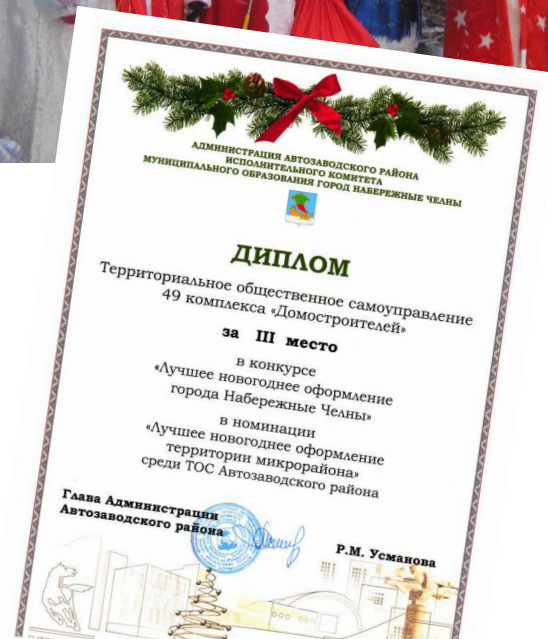 АДМИНИСТРАЦИЯ АВТОЗАВОДСКОГО РАЙОНА
ИСПОЛНИТЕЛЬНОГО КОМИТЕТА
МУНИЦИПАЛЬНОГО ОБРАЗОВАНИЯ ГОРОД НАБЕРЕЖНЫЕ ЧЕЛНЫ
ДИПЛОМ
Территориальное общественное самоуправление
49 комплекса «Домостроителей»
за III место
в конкурсе
«Лучшее новогоднее оформление
города Набережные Челны»
в номинации
«Лучшее новогоднее оформление
территории микрорайона»
среди ТОС Автозаводского района
Глава Администрации
Автозаводского района
Р.М. Усманова